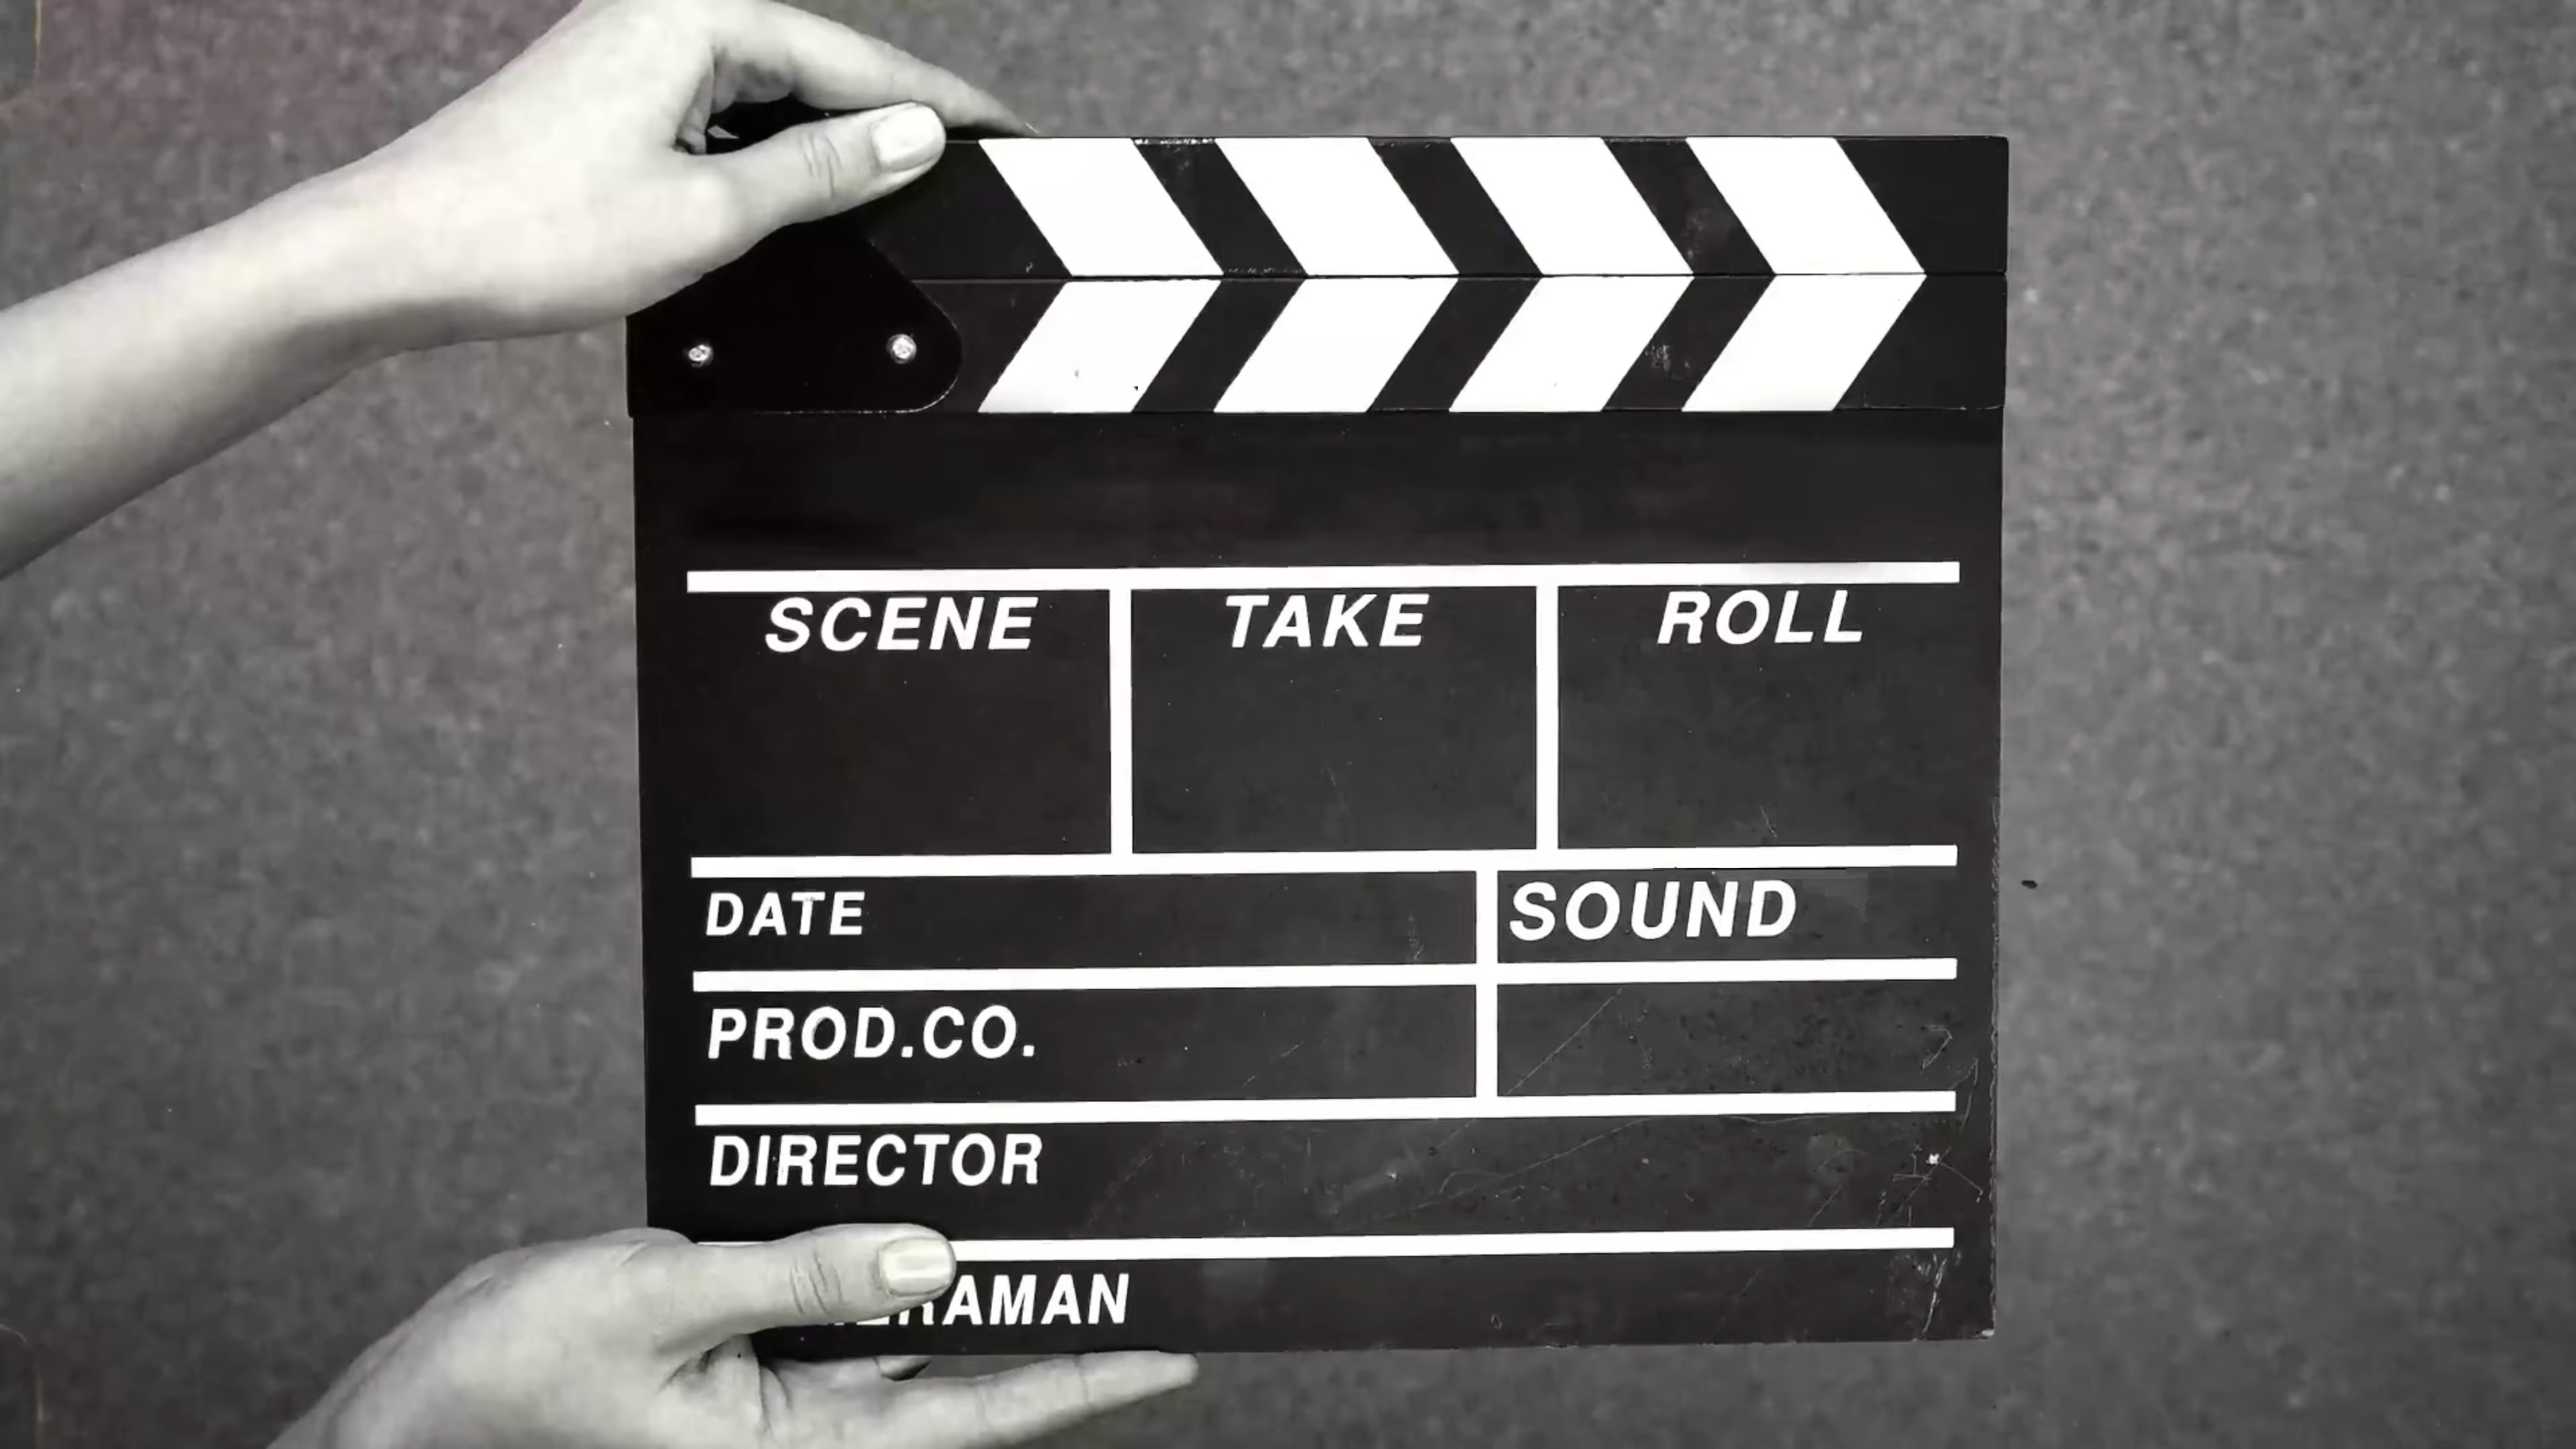 SCENE TAKE ROLL
DATE SOUND
PROD.CO.
DIRECTOR